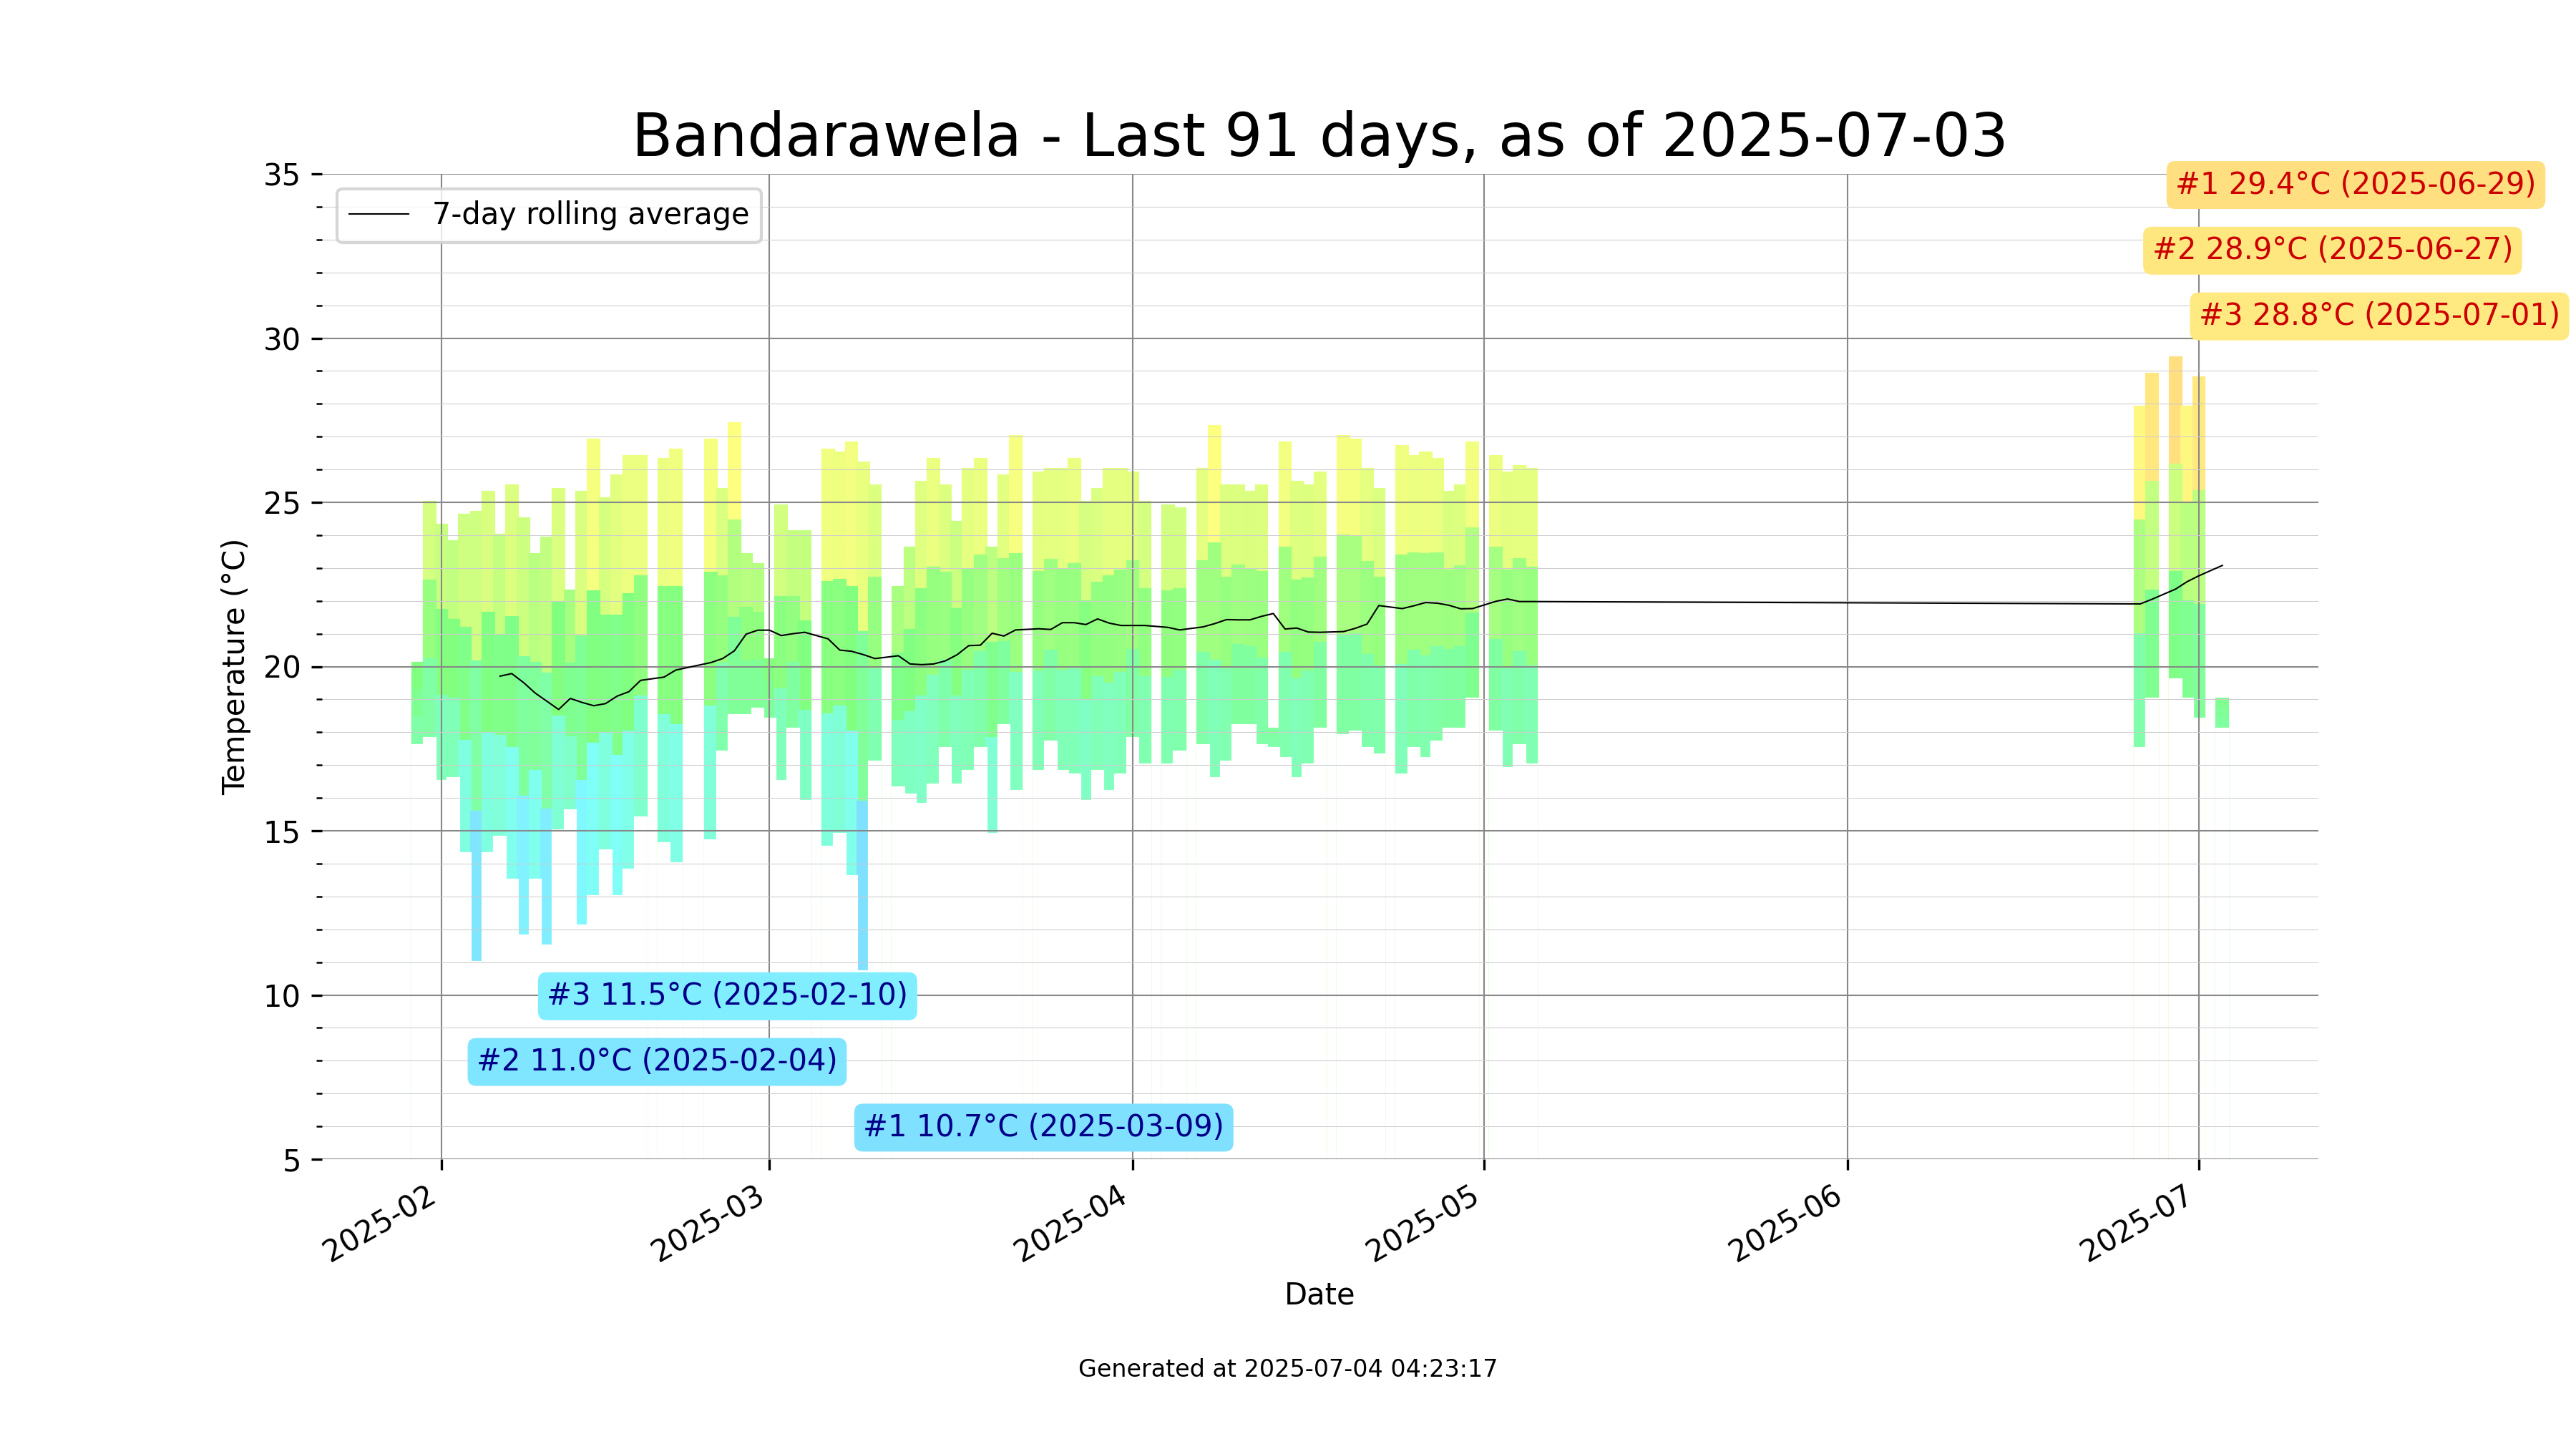 Bandarawela - Last 91 days, as of 2025-07-03
7-day rolling average
#1 29.4°C (2025-06-29)
#2 28.9°C (2025-06-27)
#3 28.8°C (2025-07-01)
35
30
25
20
15
10
5
Temperature (°C)
#3 11.5°C (2025-02-10)
#2 11.0°C (2025-02-04)
#1 10.7°C (2025-03-09)
2025-02
2025-03
2025-04
2025-05
2025-06
2025-07
Date
Generated at 2025-07-04 04:23:17